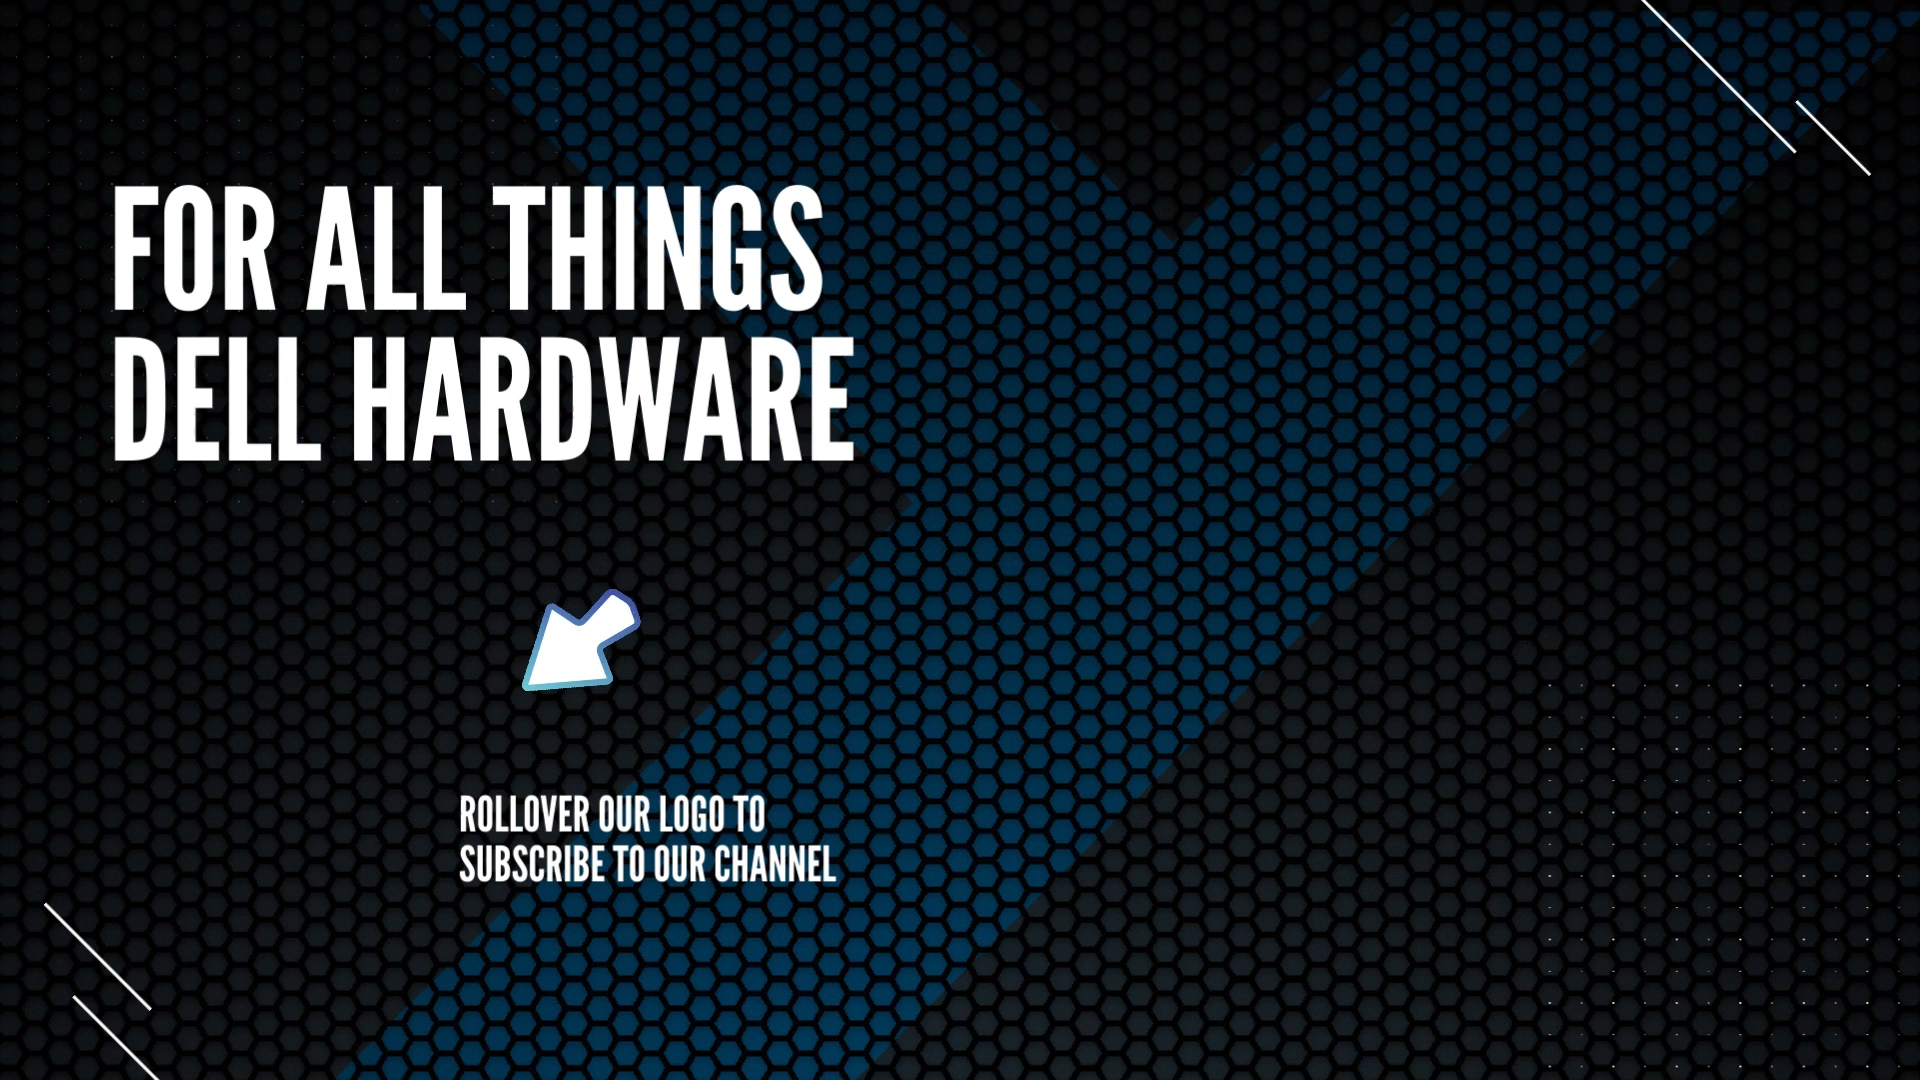 FOR ALL THINGS
DELL HARDWARE
ROLLOVER OUR LOGO TO
SUBSCRIBE TO OUR CHANNEL